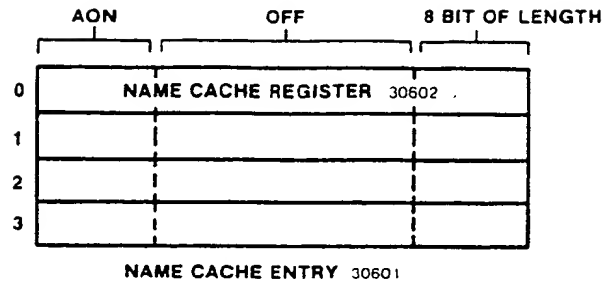 AON OFF 8 BIT OF LENGTH
0 NAME CACHE REGISTER 30602
1
2
3
NAME CACHE ENTRY 30601